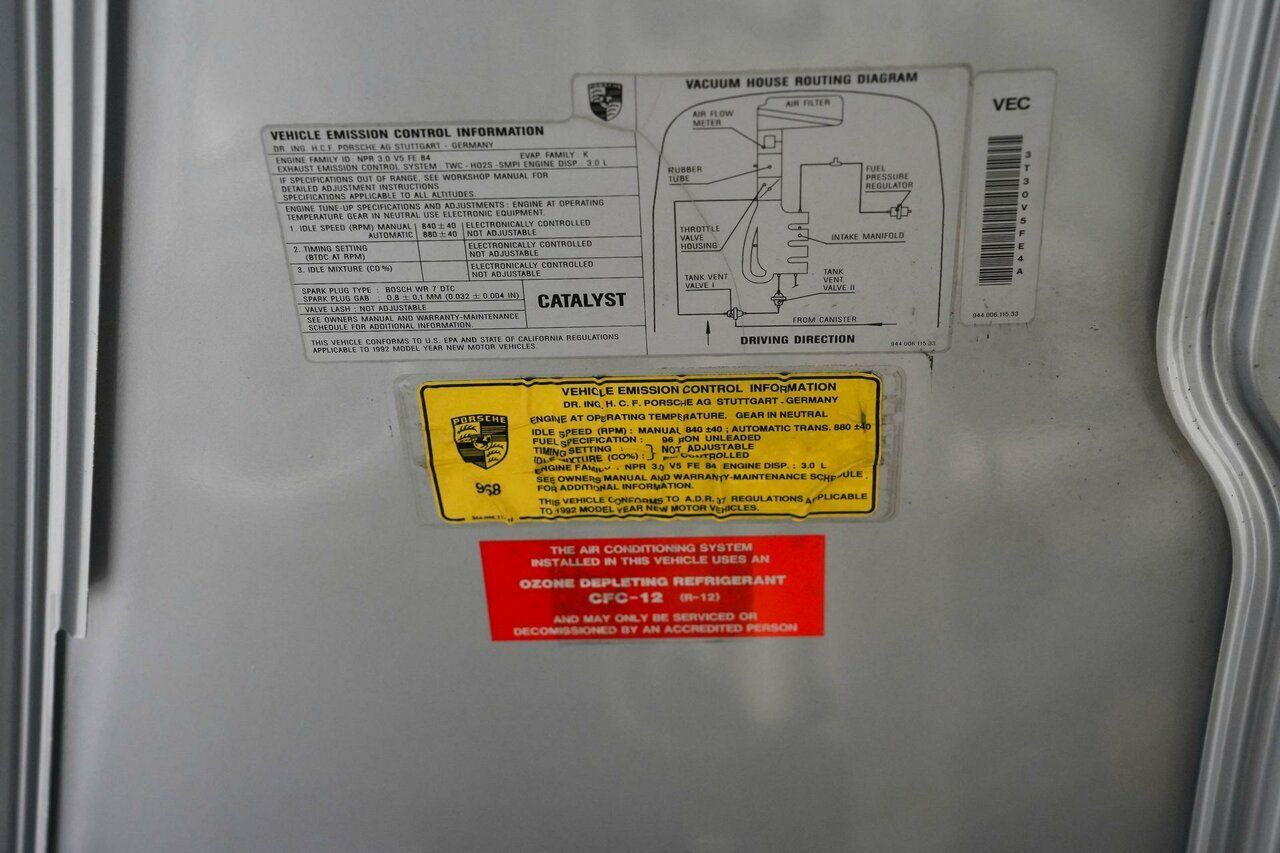 VEHICLE EMISSION CONTROL INFORMATION
DR. ING. H.C.F. PORSCHE AG STUTTGART - GERMANY
ENGINE FAMILY ID: NPR 3.0 V5 FE 84 EVAP. FAMILY: K
EXHAUST EMISSION CONTROL SYSTEM: TWC - HO2S - SMPI ENGINE DISP.: 3.0 L
IF SPECIFICATIONS OUT OF RANGE, SEE WORKSHOP MANUAL FOR
DETAILED ADJUSTMENT INSTRUCTIONS
SPECIFICATIONS APPLICABLE TO ALL ALTITUDES.
ENGINE TUNE-UP SPECIFICATIONS AND ADJUSTMENTS: ENGINE AT OPERATING
TEMPERATURE GEAR IN NEUTRAL USE ELECTRONIC EQUIPMENT.
1. IDLE SPEED (RPM) MANUAL 840 ± 40 ELECTRONICALLY CONTROLLED
AUTOMATIC 880 ± 40 NOT ADJUSTABLE
2. TIMING SETTING ELECTRONICALLY CONTROLLED
(BTDC AT RPM) NOT ADJUSTABLE
3. IDLE MIXTURE (CO %) ELECTRONICALLY CONTROLLED
NOT ADJUSTABLE
SPARK PLUG TYPE : BOSCH WR 7 DTC
SPARK PLUG GAB : 0,8 ± 0,1 MM (0.032 ± 0.004 IN)
VALVE LASH : NOT ADJUSTABLE
SEE OWNERS MANUAL AND WARRANTY-MAINTENANCE
SCHEDULE FOR ADDITIONAL INFORMATION.
CATALYST
THIS VEHICLE CONFORMS TO U.S. EPA AND STATE OF CALIFORNIA REGULATIONS
APPLICABLE TO 1992 MODEL YEAR NEW MOTOR VEHICLES.
VACUUM HOUSE ROUTING DIAGRAM
AIR FILTER
AIR FLOW
METER
RUBBER
TUBE
FUEL
PRESSURE
REGULATOR
THROTTLE
VALVE
HOUSING
INTAKE MANIFOLD
TANK VENT
VALVE I
TANK
VENT
VALVE II
FROM CANISTER
DRIVING DIRECTION
944 006 115 33
VEC
3T30V5FE4A
944.006.115.33
VEHICLE EMISSION CONTROL INFORMATION
DR. ING. H. C. F. PORSCHE AG STUTTGART - GERMANY
ENGINE AT OPERATING TEMPERATURE. GEAR IN NEUTRAL
IDLE SPEED (RPM) : MANUAL 840 ±40 ; AUTOMATIC TRANS. 880 ±40
FUEL SPECIFICATION : 96 RON UNLEADED
TIMING SETTING : } NOT ADJUSTABLE
IDLE MIXTURE (CO%) : CONTROLLED
ENGINE FAMILY : NPR 3.0 V5 FE 84 ENGINE DISP. : 3.0 L
SEE OWNERS MANUAL AND WARRANTY-MAINTENANCE SCHEDULE
FOR ADDITIONAL INFORMATION.
THIS VEHICLE CONFORMS TO A.D.R. 37 REGULATIONS APPLICABLE
TO 1992 MODEL YEAR NEW MOTOR VEHICLES.
PORSCHE
968
THE AIR CONDITIONING SYSTEM
INSTALLED IN THIS VEHICLE USES AN
OZONE DEPLETING REFRIGERANT
CFC-12 (R-12)
AND MAY ONLY BE SERVICED OR
DECOMISSIONED BY AN ACCREDITED PERSON